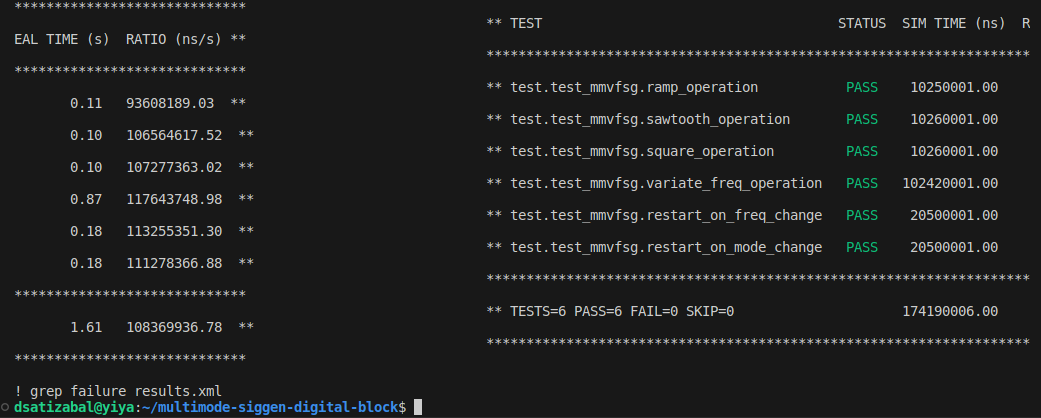 *****************************
** TEST                          STATUS  SIM TIME (ns)  R
EAL TIME (s)  RATIO (ns/s) **
********************************************************************
*****************************
** test.test_mmvfsg.ramp_operation           PASS    10250001.00
0.11   93608189.03  **
** test.test_mmvfsg.sawtooth_operation       PASS    10260001.00
0.10   106564617.52  **
** test.test_mmvfsg.square_operation         PASS    10260001.00
0.10   107277363.02  **
** test.test_mmvfsg.variate_freq_operation   PASS   102420001.00
0.87   117643748.98  **
** test.test_mmvfsg.restart_on_freq_change   PASS    20500001.00
0.18   113255351.30  **
** test.test_mmvfsg.restart_on_mode_change   PASS    20500001.00
0.18   111278366.88  **
********************************************************************
*****************************
** TESTS=6 PASS=6 FAIL=0 SKIP=0                     174190006.00
1.61   108369936.78  **
********************************************************************
*****************************
! grep failure results.xml
dsatizabal@yiya:~/multimode-siggen-digital-block$